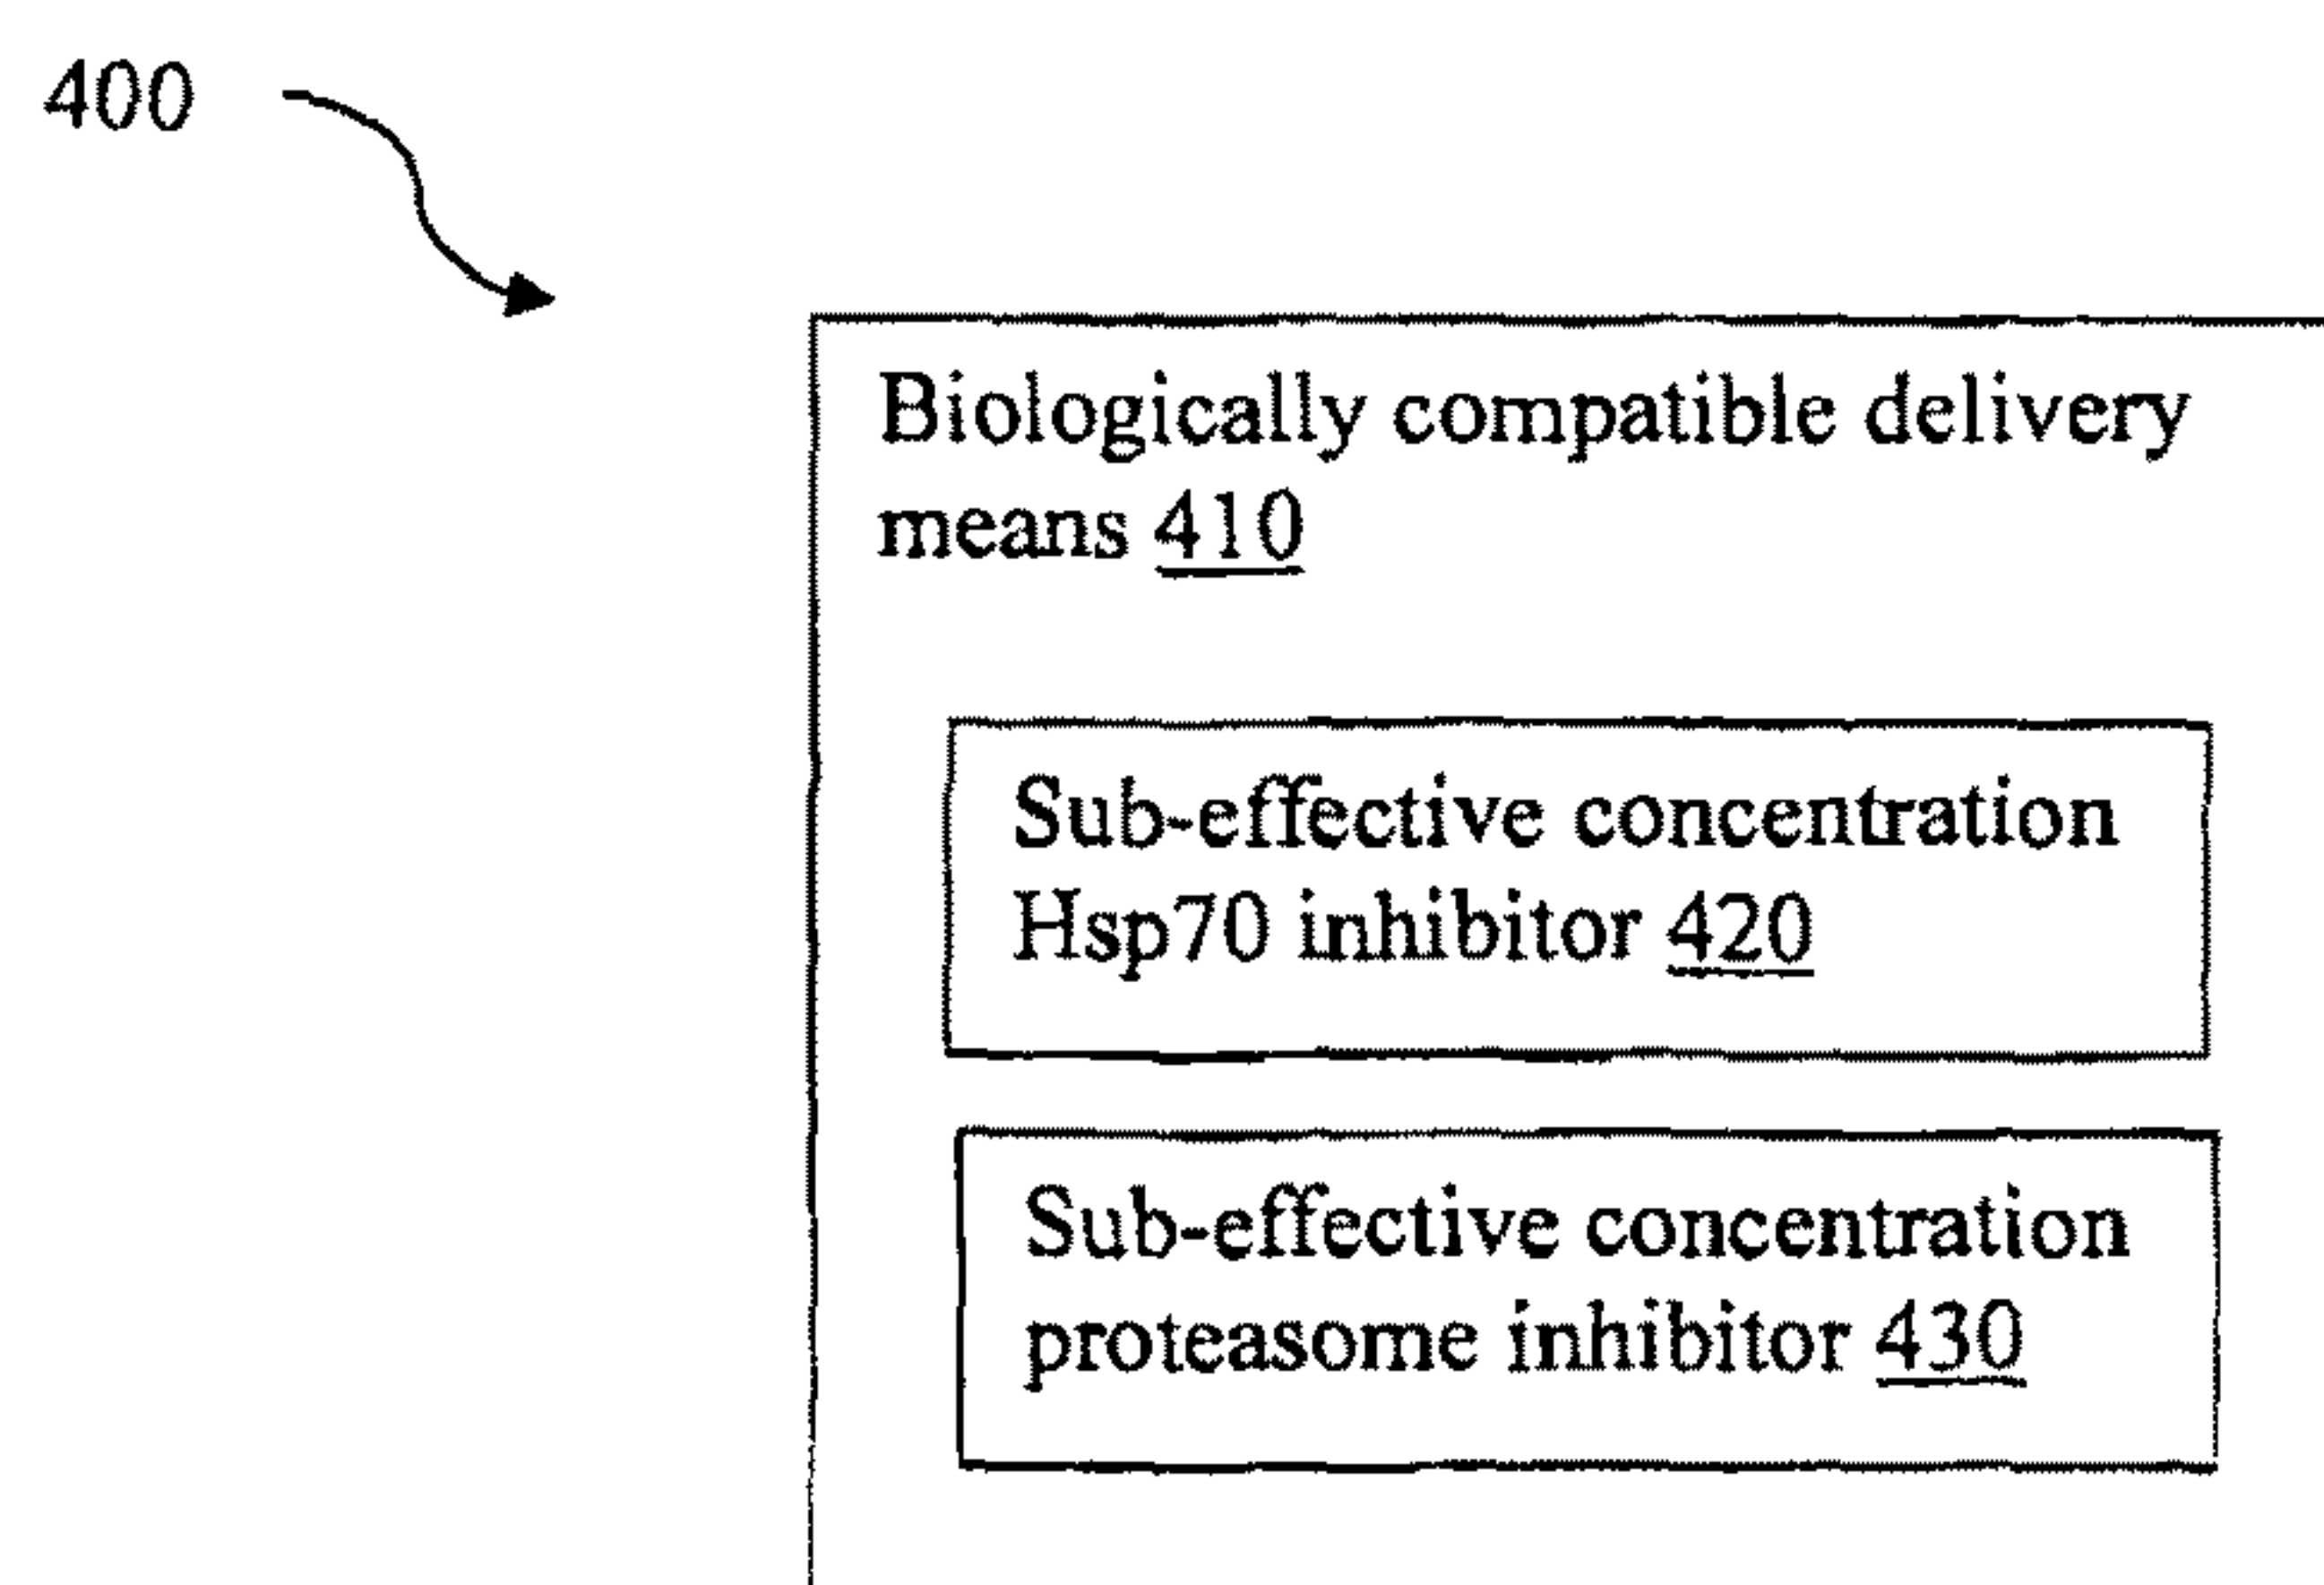 400
Biologically compatible delivery
means 410
Sub-effective concentration
Hsp70 inhibitor 420
Sub-effective concentration
proteasome inhibitor 430